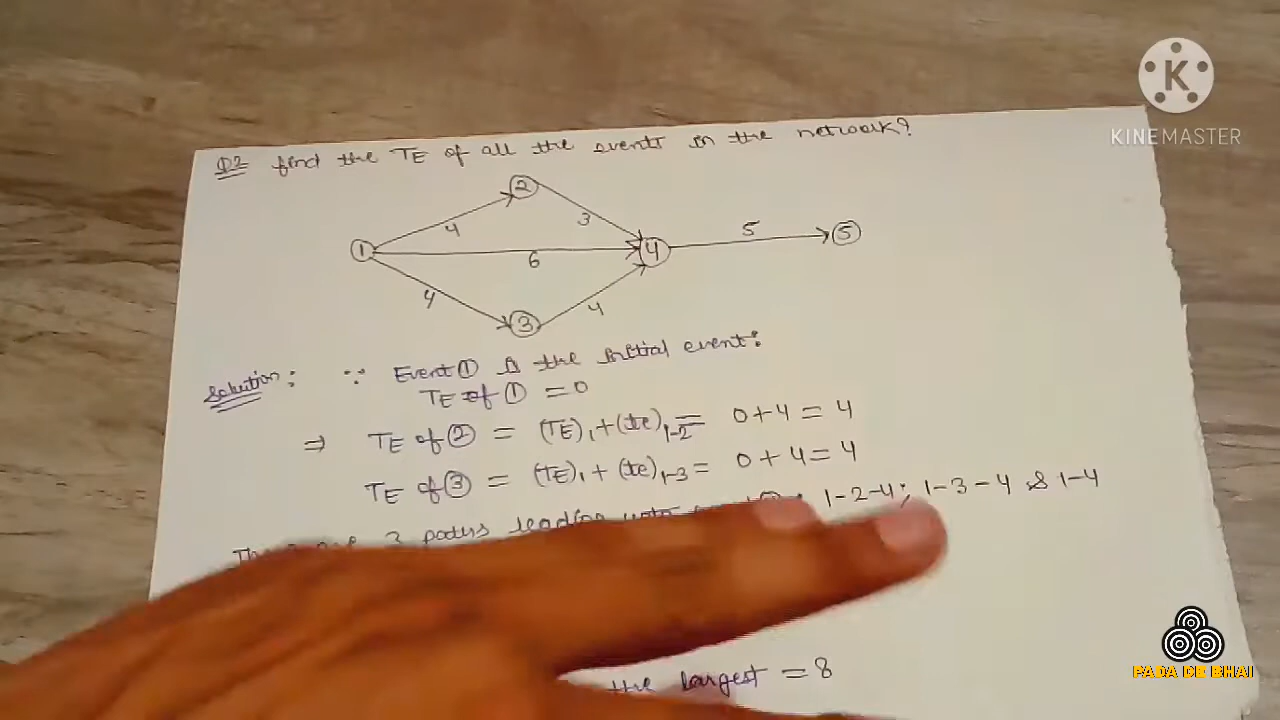 Q2 find the TE of all the events in the network?
2
4
3
5
1
4
5
6
4
4
3
Solution: ∵ Event ① is the initial event:
TE of ① = 0
⇒ TE of ② = (TE)₁ + (te)₁₋₂ = 0 + 4 = 4
TE of ③ = (TE)₁ + (te)₁₋₃ = 0 + 4 = 4
3 paths leading 1-2-4; 1-3-4 & 1-4
the largest = 8
K
KINEMASTER
PADA DE BHAI